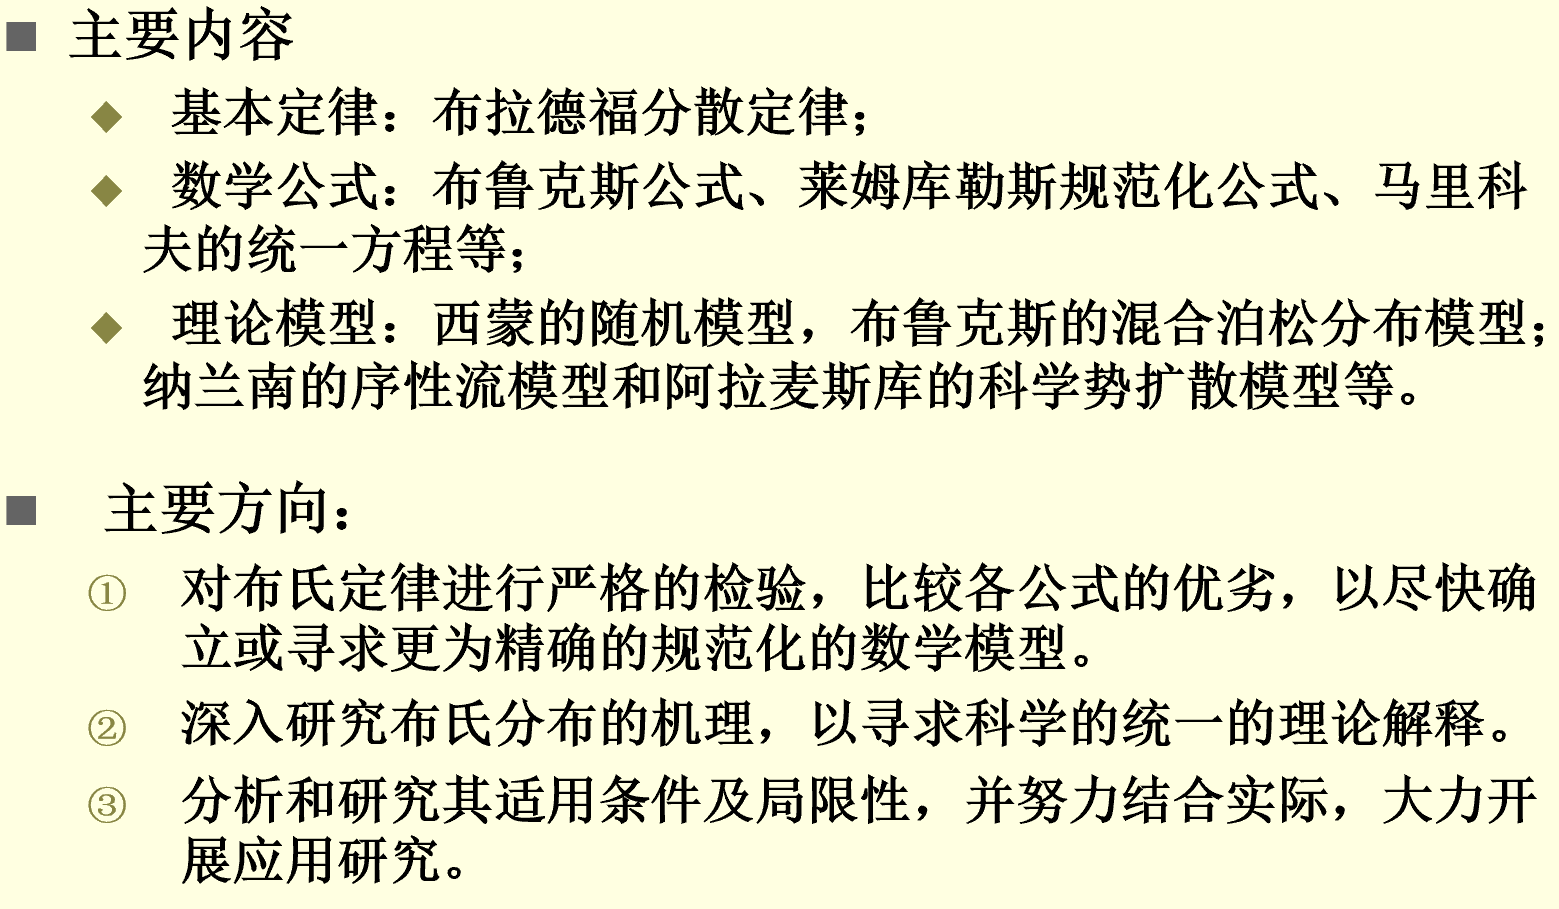 ■ 主要内容
◆ 基本定律：布拉德福分散定律；
◆ 数学公式：布鲁克斯公式、莱姆库勒斯规范化公式、马里科
夫的统一方程等；
◆ 理论模型：西蒙的随机模型，布鲁克斯的混合泊松分布模型；
纳兰南的序性流模型和阿拉麦斯库的科学势扩散模型等。
■ 主要方向：
① 对布氏定律进行严格的检验，比较各公式的优劣，以尽快确
立或寻求更为精确的规范化的数学模型。
② 深入研究布氏分布的机理，以寻求科学的统一的理论解释。
③ 分析和研究其适用条件及局限性，并努力结合实际，大力开
展应用研究。